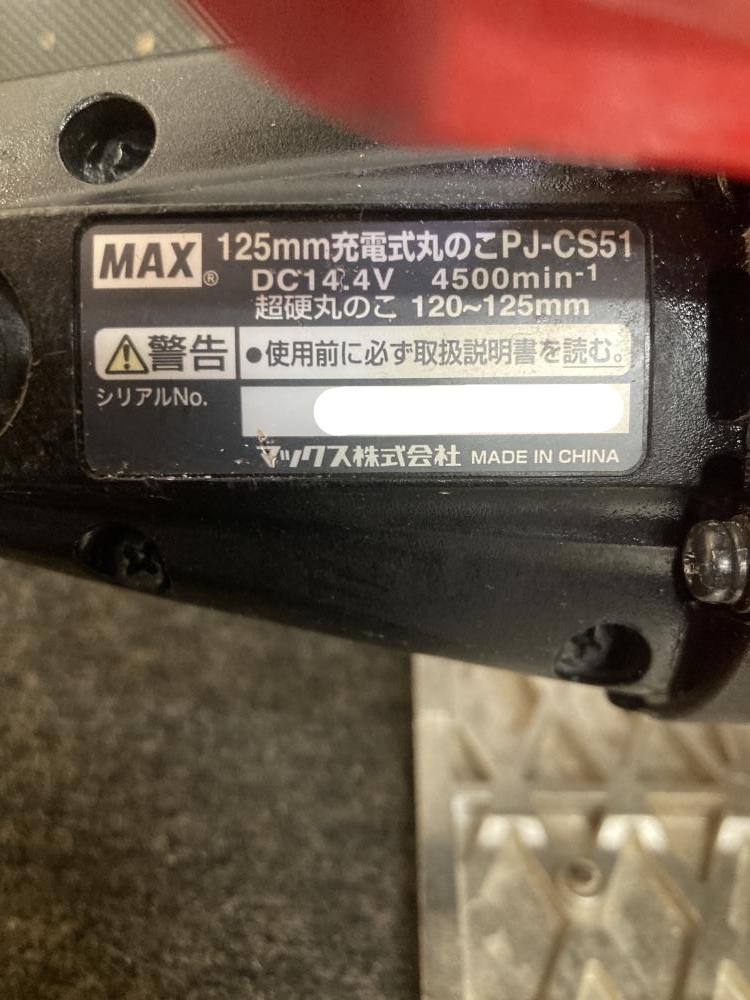 MAX® 125mm充電式丸のこPJ-CS51
DC14.4V 4500min-1
超硬丸のこ 120~125mm
警告 ●使用前に必ず取扱説明書を読む。
シリアルNo.
マックス株式会社 MADE IN CHINA